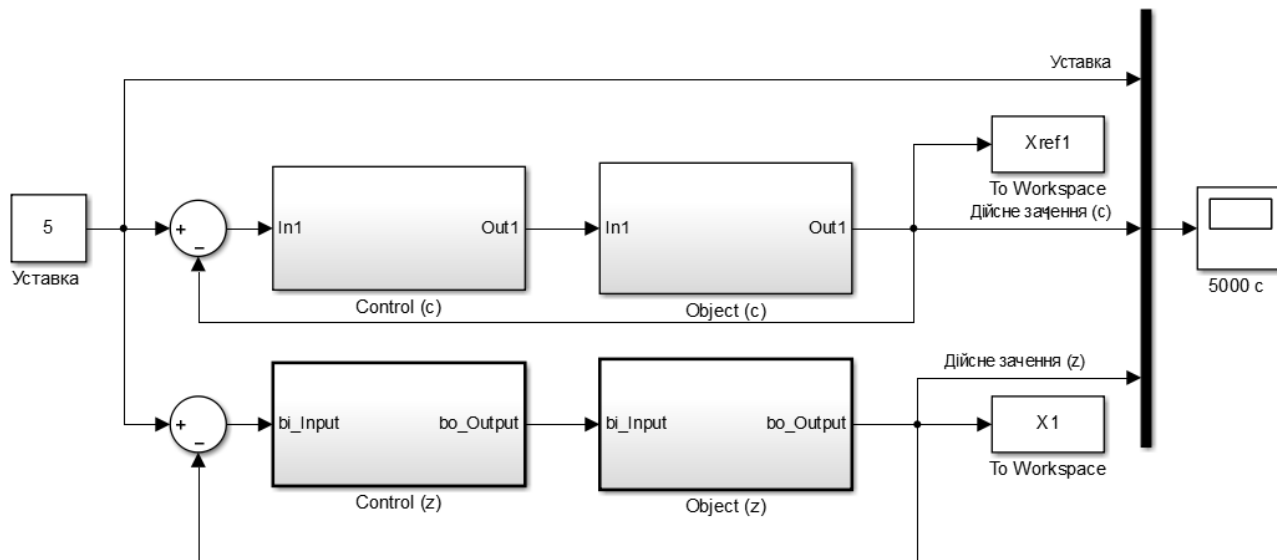 Уставка
Xref1
To Workspace
Дійсне зачення (c)
5
Уставка
+
−
In1
Out1
Control (c)
In1
Out1
Object (c)
5000 c
Дійсне зачення (z)
+
−
bi_Input
bo_Output
Control (z)
bi_Input
bo_Output
Object (z)
X1
To Workspace